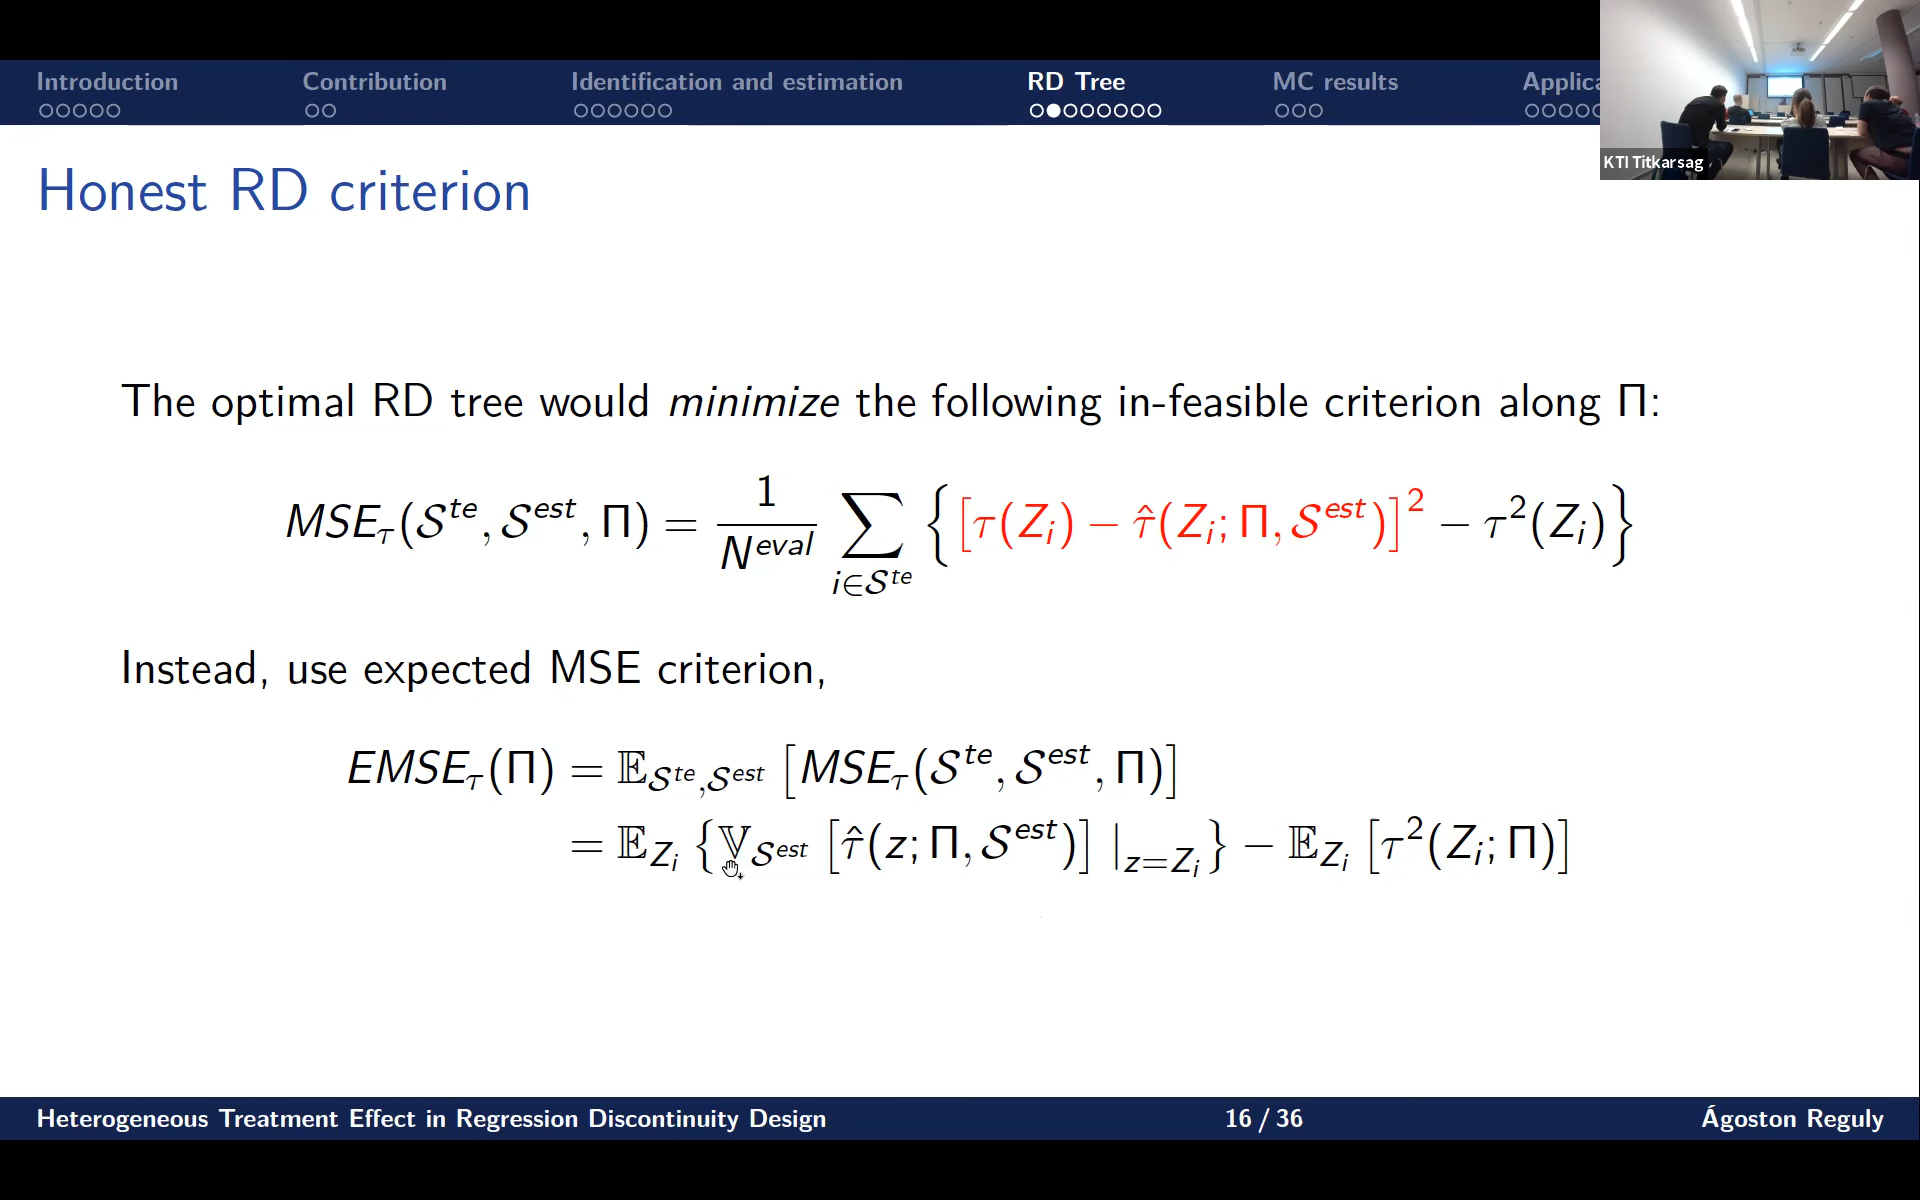 Introduction Contribution Identification and estimation RD Tree MC results Applica
KTI Titkarsag
Honest RD criterion
The optimal RD tree would minimize the following in-feasible criterion along Π:
MSE_τ(𝒮^te, 𝒮^est, Π) = 1/N^eval ∑_{i∈𝒮^te} { [τ(Z_i) − τ̂(Z_i; Π, 𝒮^est)]² − τ²(Z_i) }
Instead, use expected MSE criterion,
EMSE_τ(Π) = 𝔼_{𝒮^te,𝒮^est} [MSE_τ(𝒮^te, 𝒮^est, Π)]
= 𝔼_{Z_i} {𝕍_{𝒮^est} [τ̂(z; Π, 𝒮^est)] |_{z=Z_i}} − 𝔼_{Z_i} [τ²(Z_i; Π)]
Heterogeneous Treatment Effect in Regression Discontinuity Design 16 / 36 Ágoston Reguly